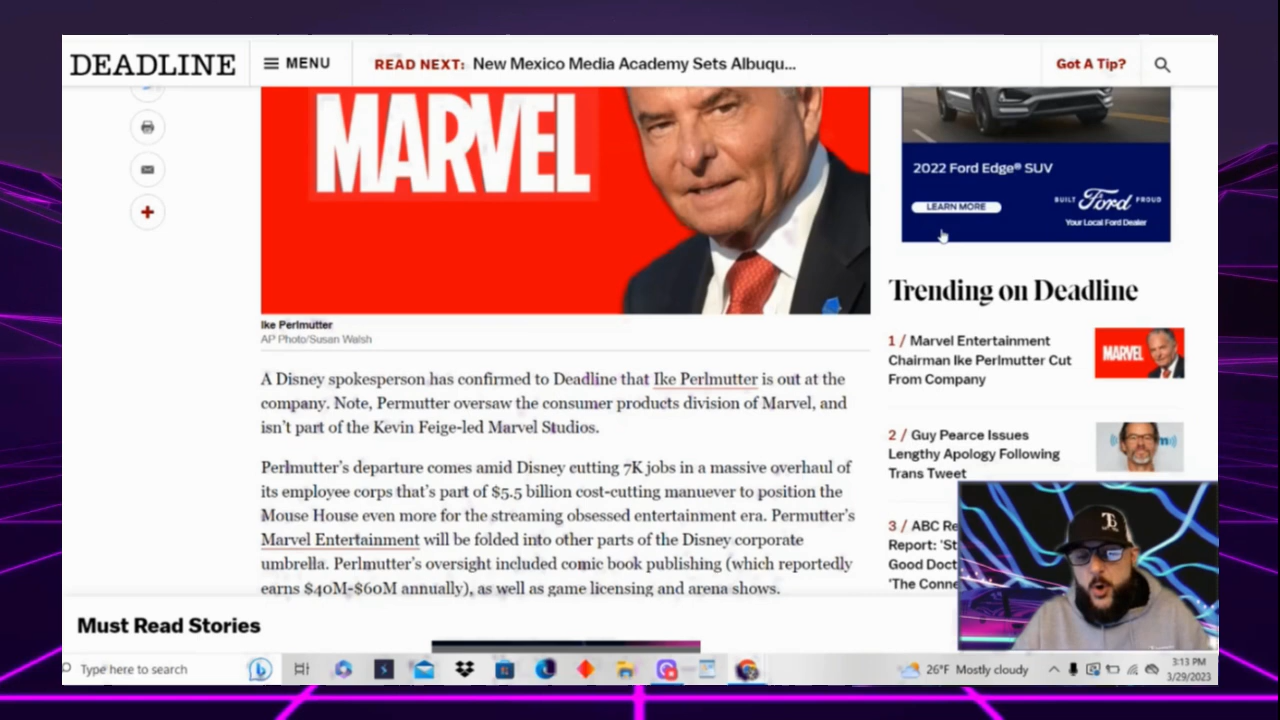 DEADLINE
MENU
READ NEXT: New Mexico Media Academy Sets Albuqu...
Got A Tip?
MARVEL
2022 Ford Edge® SUV
LEARN MORE
BUILT Ford PROUD
Your Local Ford Dealer
Ike Perlmutter
AP Photo/Susan Walsh
A Disney spokesperson has confirmed to Deadline that Ike Perlmutter is out at the
company. Note, Permutter oversaw the consumer products division of Marvel, and
isn't part of the Kevin Feige-led Marvel Studios.
Perlmutter's departure comes amid Disney cutting 7K jobs in a massive overhaul of
its employee corps that's part of $5.5 billion cost-cutting manuever to position the
Mouse House even more for the streaming obsessed entertainment era. Permutter's
Marvel Entertainment will be folded into other parts of the Disney corporate
umbrella. Perlmutter's oversight included comic book publishing (which reportedly
earns $40M-$60M annually), as well as game licensing and arena shows.
Trending on Deadline
1 / Marvel Entertainment
Chairman Ike Perlmutter Cut
From Company
MARVEL
2 / Guy Pearce Issues
Lengthy Apology Following
Trans Tweet
3 / ABC Re
Report: 'St
Good Doct
'The Conne
Must Read Stories
Type here to search
26°F Mostly cloudy
3:13 PM
3/29/2023